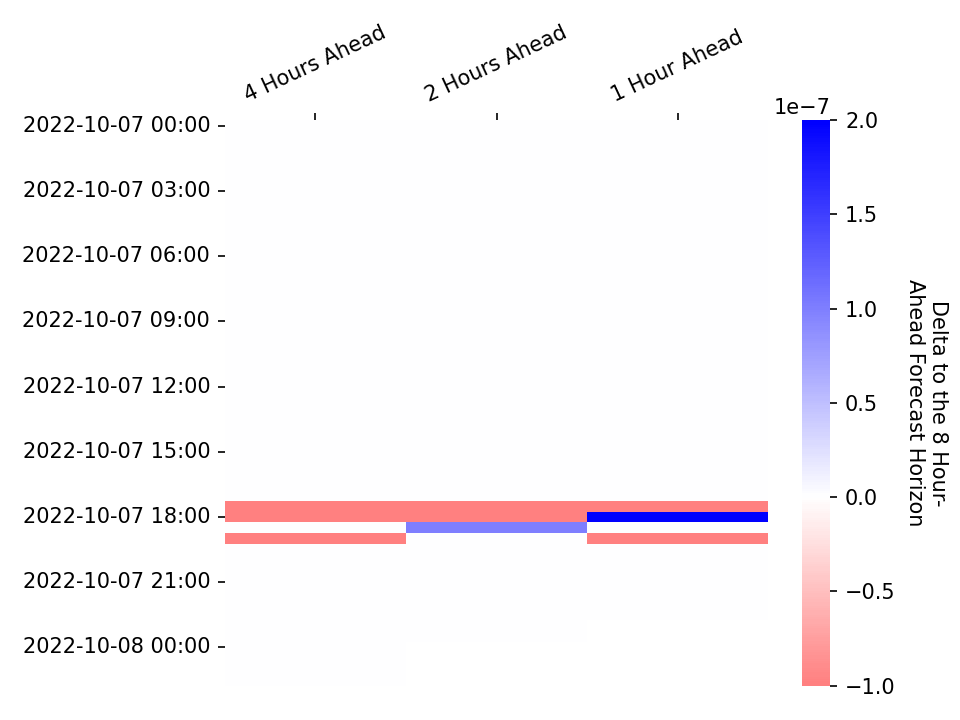 4 Hours Ahead
2 Hours Ahead
1 Hour Ahead
1e−7
2022-10-07 00:00
2022-10-07 03:00
2022-10-07 06:00
2022-10-07 09:00
2022-10-07 12:00
2022-10-07 15:00
2022-10-07 18:00
2022-10-07 21:00
2022-10-08 00:00
2.0
1.5
1.0
0.5
0.0
−0.5
−1.0
Delta to the 8 Hour-
Ahead Forecast Horizon